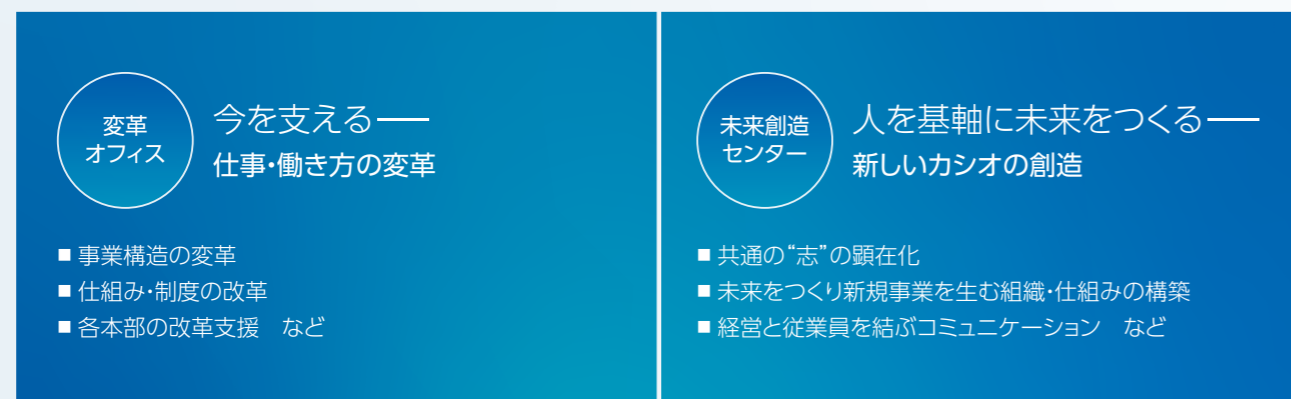 変革
オフィス
今を支える――
仕事・働き方の変革
■ 事業構造の変革
■ 仕組み・制度の改革
■ 各本部の改革支援　など
未来創造
センター
人を基軸に未来をつくる――
新しいカシオの創造
■ 共通の“志”の顕在化
■ 未来をつくり新規事業を生む組織・仕組みの構築
■ 経営と従業員を結ぶコミュニケーション　など